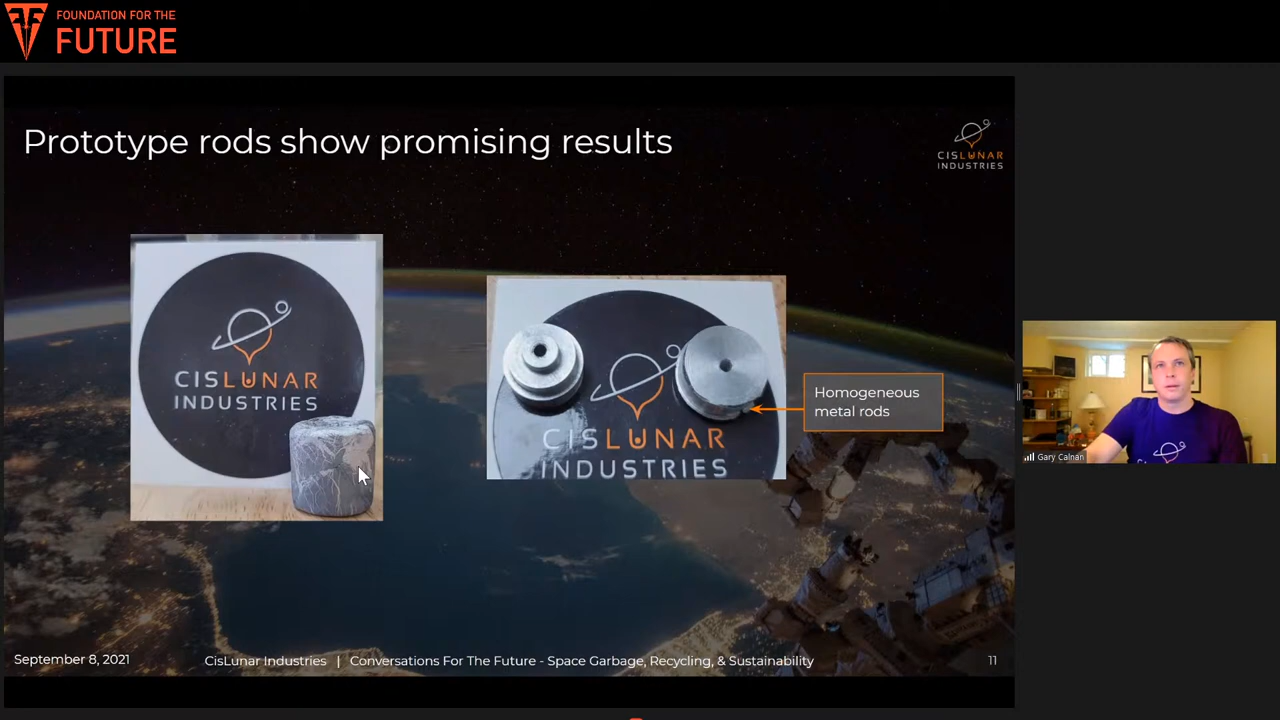 FOUNDATION FOR THE
FUTURE
Prototype rods show promising results
CISLUNAR
INDUSTRIES
CISLUNAR
INDUSTRIES
CISLUNAR
INDUSTRIES
Homogeneous
metal rods
Gary Calnan
September 8, 2021
CisLunar Industries | Conversations For The Future - Space Garbage, Recycling, & Sustainability
11